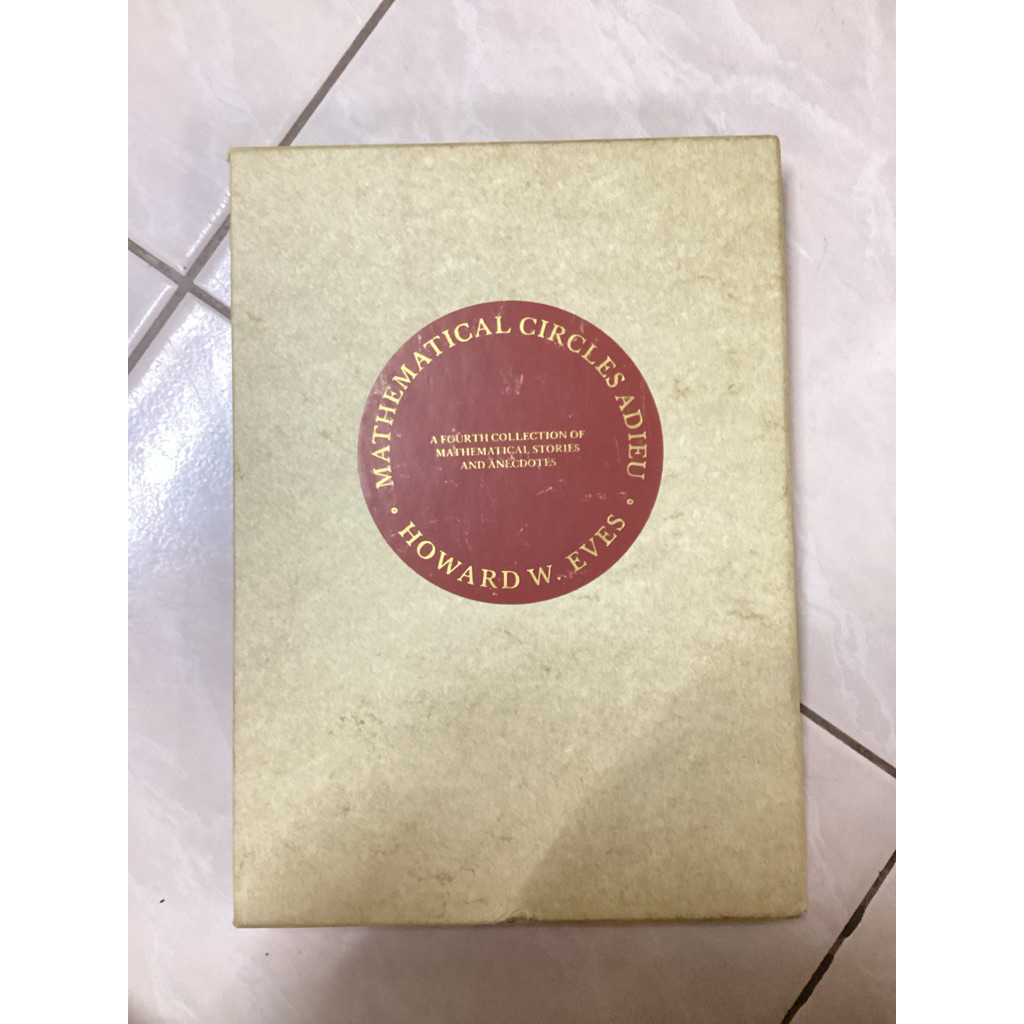 MATHEMATICAL CIRCLES ADIEU
A FOURTH COLLECTION OF
MATHEMATICAL STORIES
AND ANECDOTES
• HOWARD W. EVES •